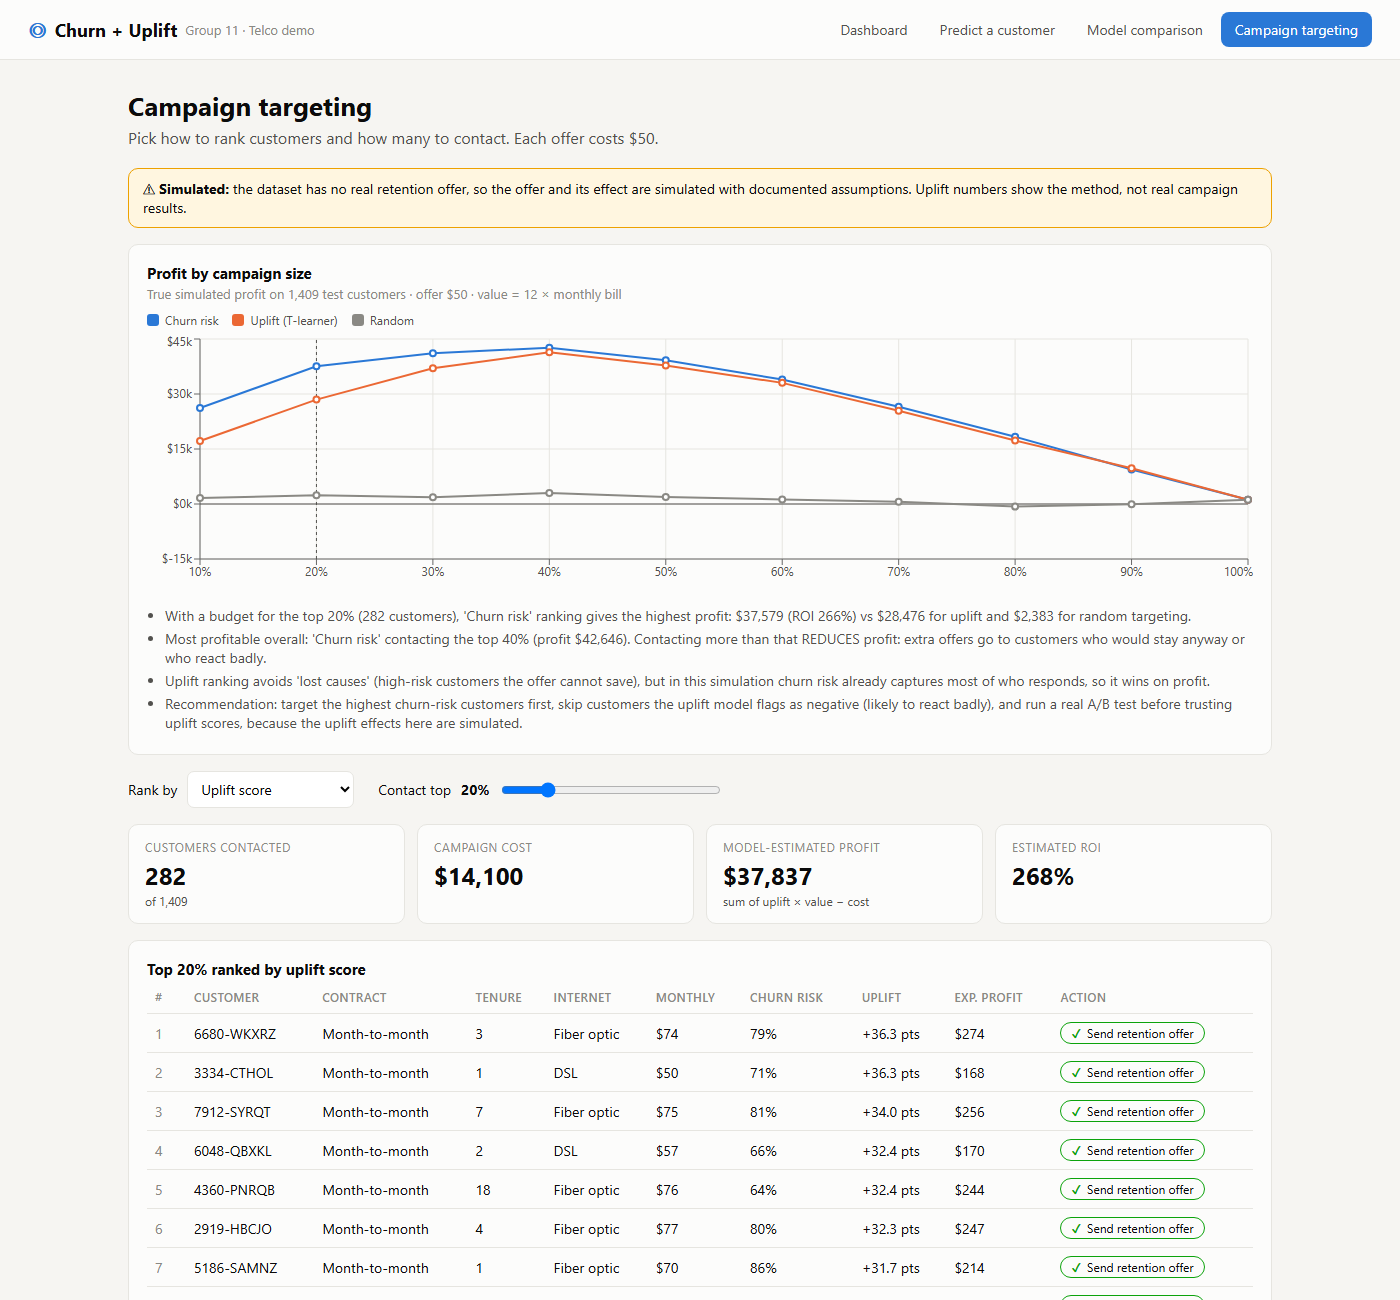 Churn + Uplift Group 11 · Telco demo
Dashboard Predict a customer Model comparison Campaign targeting
Campaign targeting
Pick how to rank customers and how many to contact. Each offer costs $50.
⚠ Simulated: the dataset has no real retention offer, so the offer and its effect are simulated with documented assumptions. Uplift numbers show the method, not real campaign
results.
Profit by campaign size
True simulated profit on 1,409 test customers · offer $50 · value = 12 × monthly bill
Churn risk Uplift (T-learner) Random
$45k
$30k
$15k
$0k
$-15k
10% 20% 30% 40% 50% 60% 70% 80% 90% 100%
• With a budget for the top 20% (282 customers), 'Churn risk' ranking gives the highest profit: $37,579 (ROI 266%) vs $28,476 for uplift and $2,383 for random targeting.
• Most profitable overall: 'Churn risk' contacting the top 40% (profit $42,646). Contacting more than that REDUCES profit: extra offers go to customers who would stay anyway or
who react badly.
• Uplift ranking avoids 'lost causes' (high-risk customers the offer cannot save), but in this simulation churn risk already captures most of who responds, so it wins on profit.
• Recommendation: target the highest churn-risk customers first, skip customers the uplift model flags as negative (likely to react badly), and run a real A/B test before trusting
uplift scores, because the uplift effects here are simulated.
Rank by Uplift score Contact top 20%
CUSTOMERS CONTACTED
282
of 1,409
CAMPAIGN COST
$14,100
MODEL-ESTIMATED PROFIT
$37,837
sum of uplift × value − cost
ESTIMATED ROI
268%
Top 20% ranked by uplift score
# CUSTOMER CONTRACT TENURE INTERNET MONTHLY CHURN RISK UPLIFT EXP. PROFIT ACTION
1 6680-WKXRZ Month-to-month 3 Fiber optic $74 79% +36.3 pts $274 ✓ Send retention offer
2 3334-CTHOL Month-to-month 1 DSL $50 71% +36.3 pts $168 ✓ Send retention offer
3 7912-SYRQT Month-to-month 7 Fiber optic $75 81% +34.0 pts $256 ✓ Send retention offer
4 6048-QBXKL Month-to-month 2 DSL $57 66% +32.4 pts $170 ✓ Send retention offer
5 4360-PNRQB Month-to-month 18 Fiber optic $76 64% +32.4 pts $244 ✓ Send retention offer
6 2919-HBCJO Month-to-month 4 Fiber optic $77 80% +32.3 pts $247 ✓ Send retention offer
7 5186-SAMNZ Month-to-month 1 Fiber optic $70 86% +31.7 pts $214 ✓ Send retention offer